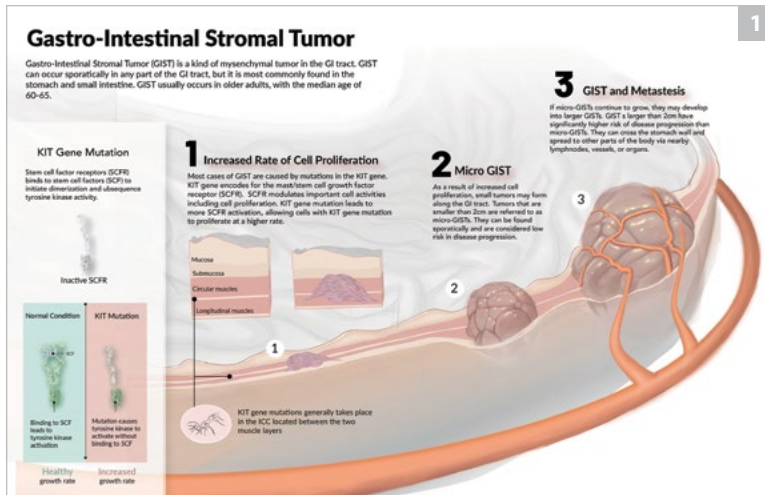 1
Gastro-Intestinal Stromal Tumor
Gastro-Intestinal Stromal Tumor (GIST) is a kind of mysenchymal tumor in the GI tract. GIST
can occur sporatically in any part of the GI tract, but it is most commonly found in the
stomach and small intestine. GIST usually occurs in older adults, with the median age of
60-65.
KIT Gene Mutation
Stem cell factor receptors (SCFR)
binds to stem cell factors (SCF) to
initiate dimerization and ubsequence
tyrosine kinase activity.
Inactive SCFR
Normal Condition
SCF
Binding to SCF
leads to
tyrosine kinase
activation
KIT Mutation
Mutation causes
tyrosine kinase to
activate without
binding to SCF
Healthy
growth rate
Increased
growth rate
1 Increased Rate of Cell Proliferation
Most cases of GIST are caused by mutations in the KIT gene.
KIT gene encodes for the mast/stem cell growth factor
receptor (SCFR). SCFR modulates important cell activities
including cell proliferation. KIT gene mutation leads to
more SCFR activation, allowing cells with KIT gene mutation
to proliferate at a higher rate.
Mucosa
Submucosa
Circular muscles
Longitudinal muscles
1
KIT gene mutations generally takes place
in the ICC located between the two
muscle layers
2 Micro GIST
As a result of increased cell
proliferation, small tumors may form
along the GI tract. Tumors that are
smaller than 2cm are referred to as
micro-GISTs. They can be found
sporatically and are considered low
risk in disease progression.
2
3 GIST and Metastesis
If micro-GISTs continue to grow, they may develop
into larger GISTs. GIST s larger than 2cm have
significantly higher risk of disease progression than
micro-GISTs. They can cross the stomach wall and
spread to other parts of the body via nearby
lymphnodes, vessels, or organs.
3